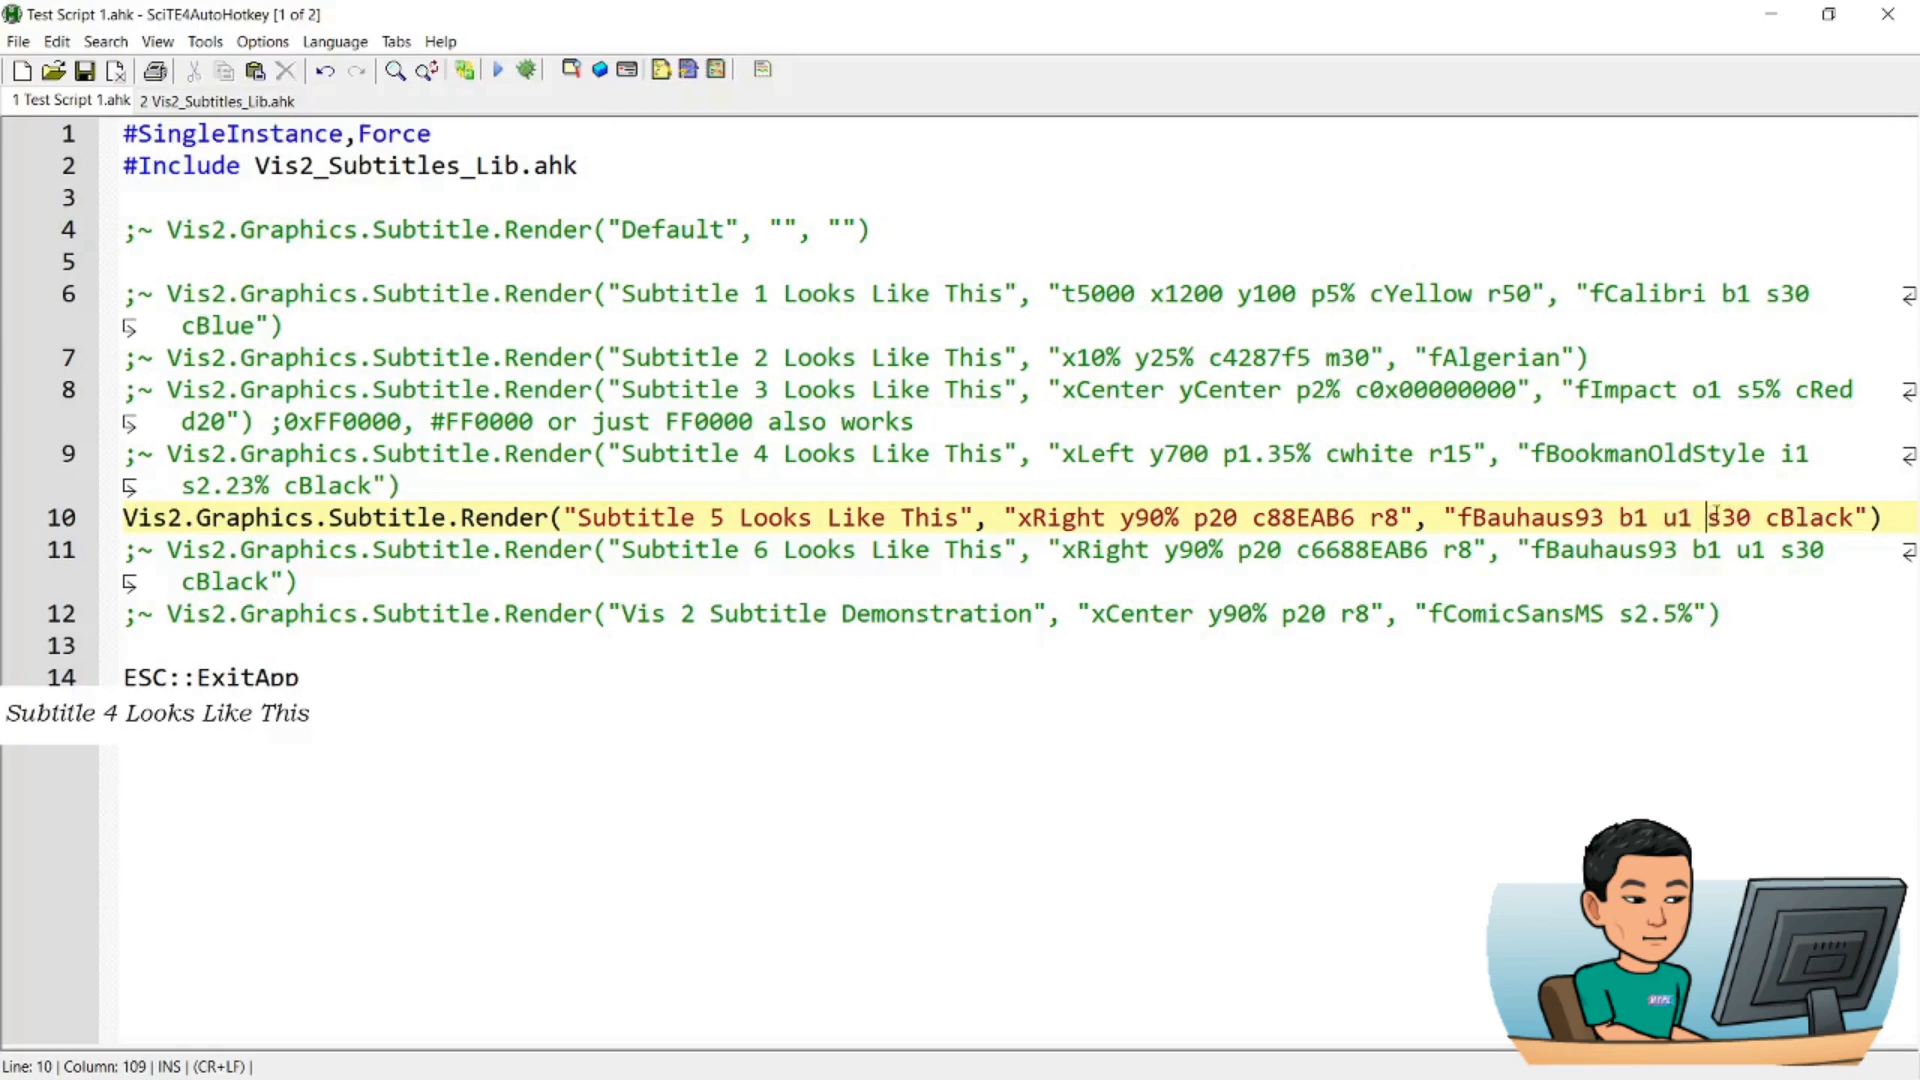 Test Script 1.ahk - SciTE4AutoHotkey [1 of 2]
File Edit Search View Tools Options Language Tabs Help
1 Test Script 1.ahk 2 Vis2_Subtitles_Lib.ahk
1 #SingleInstance,Force
2 #Include Vis2_Subtitles_Lib.ahk
3
4 ;~ Vis2.Graphics.Subtitle.Render("Default", "", "")
5
6 ;~ Vis2.Graphics.Subtitle.Render("Subtitle 1 Looks Like This", "t5000 x1200 y100 p5% cYellow r50", "fCalibri b1 s30
cBlue")
7 ;~ Vis2.Graphics.Subtitle.Render("Subtitle 2 Looks Like This", "x10% y25% c4287f5 m30", "fAlgerian")
8 ;~ Vis2.Graphics.Subtitle.Render("Subtitle 3 Looks Like This", "xCenter yCenter p2% c0x00000000", "fImpact o1 s5% cRed
d20") ;0xFF0000, #FF0000 or just FF0000 also works
9 ;~ Vis2.Graphics.Subtitle.Render("Subtitle 4 Looks Like This", "xLeft y700 p1.35% cwhite r15", "fBookmanOldStyle i1
s2.23% cBlack")
10 Vis2.Graphics.Subtitle.Render("Subtitle 5 Looks Like This", "xRight y90% p20 c88EAB6 r8", "fBauhaus93 b1 u1 s30 cBlack")
11 ;~ Vis2.Graphics.Subtitle.Render("Subtitle 6 Looks Like This", "xRight y90% p20 c6688EAB6 r8", "fBauhaus93 b1 u1 s30
cBlack")
12 ;~ Vis2.Graphics.Subtitle.Render("Vis 2 Subtitle Demonstration", "xCenter y90% p20 r8", "fComicSansMS s2.5%")
13
14 ESC::ExitApp
Subtitle 4 Looks Like This
Line: 10 | Column: 109 | INS | (CR+LF) |